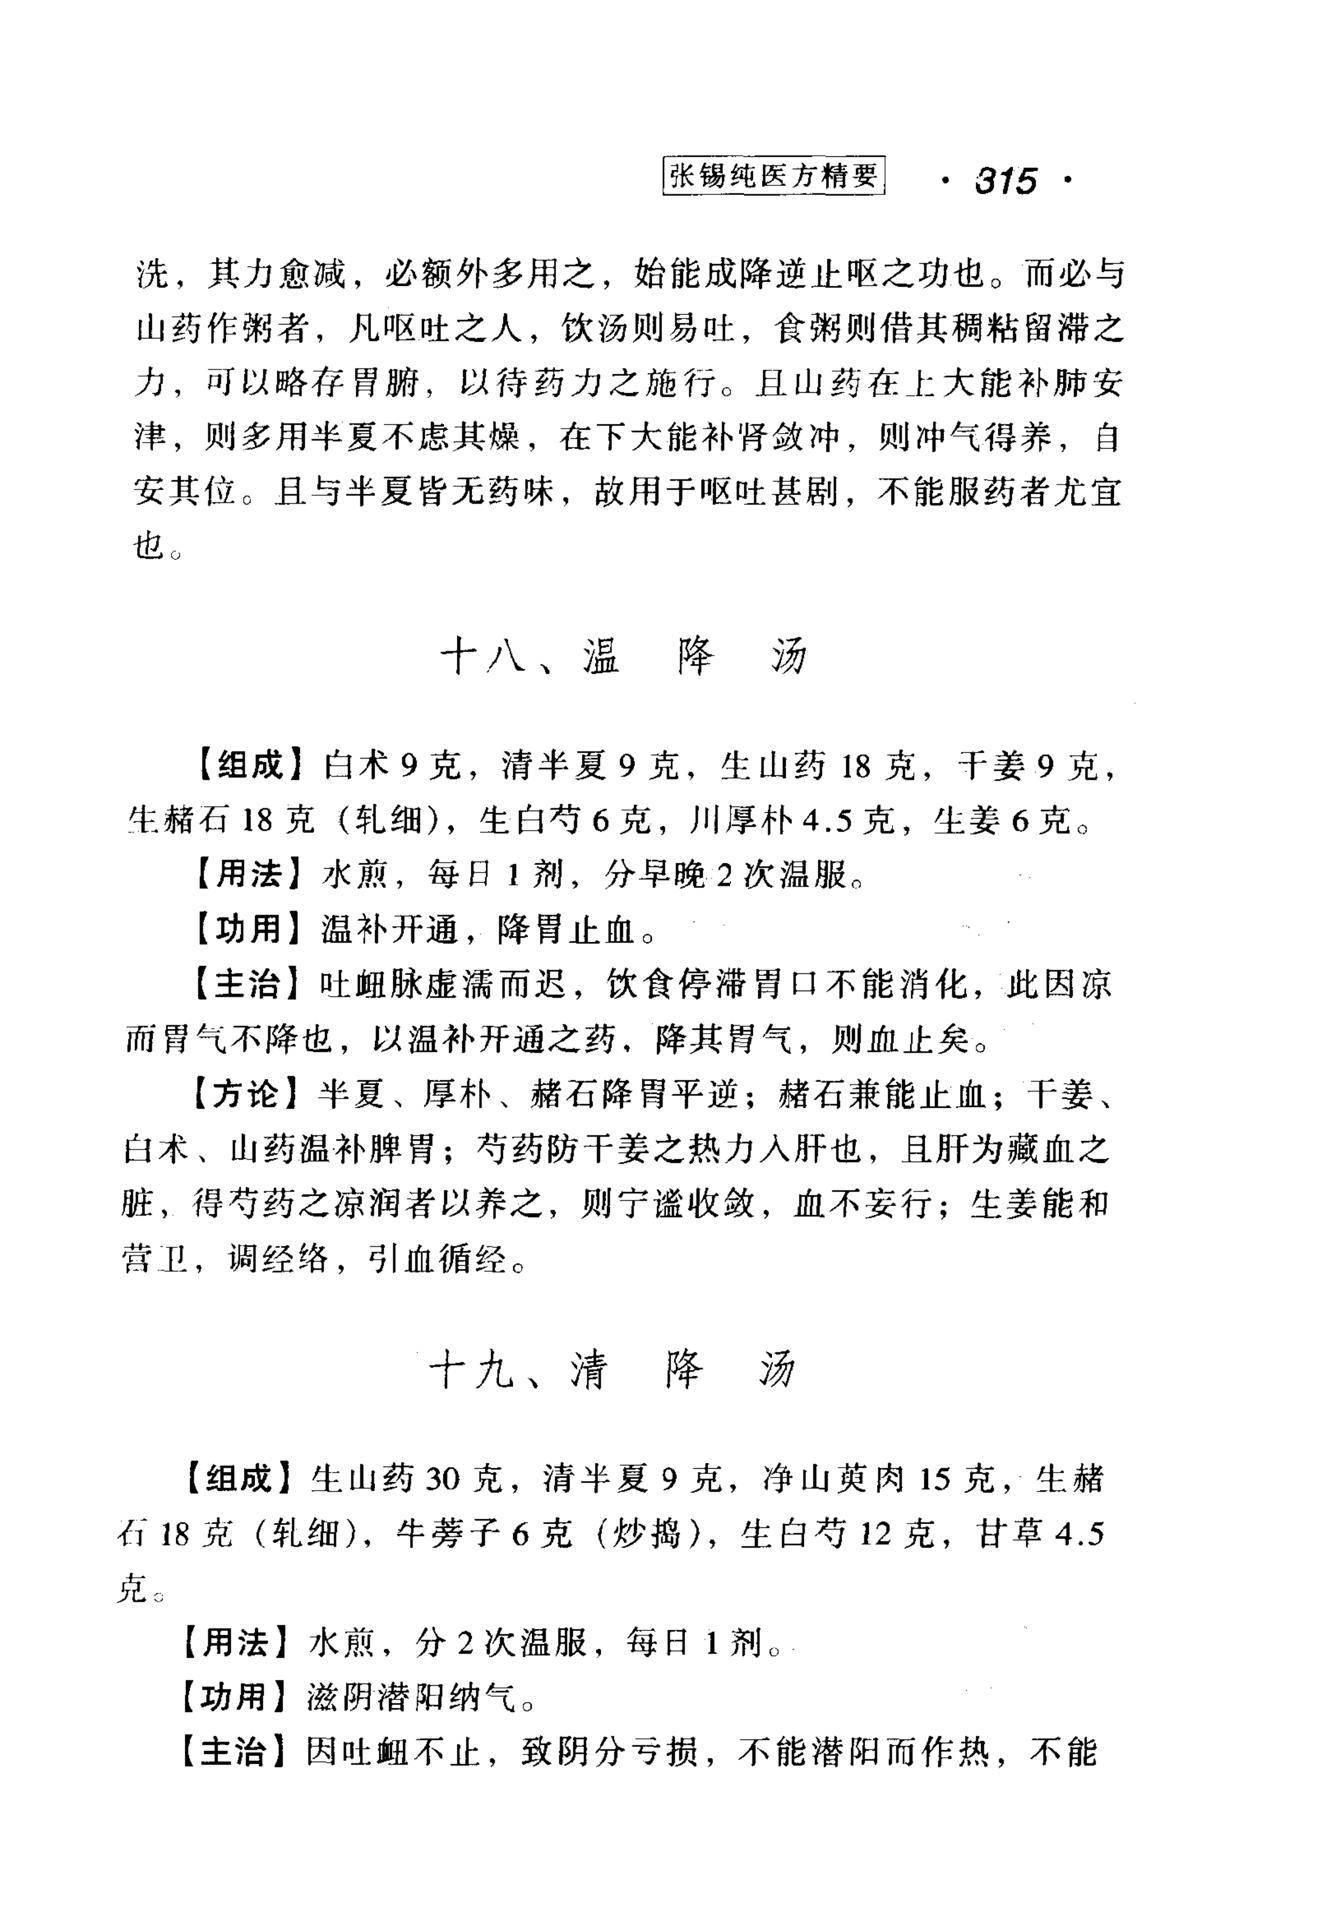 张锡纯医方精要 · 315 ·
洗，其力愈减，必额外多用之，始能成降逆止呕之功也。而必与
山药作粥者，凡呕吐之人，饮汤则易吐，食粥则借其稠粘留滞之
力，可以略存胃腑，以待药力之施行。且山药在上大能补肺安
津，则多用半夏不虑其燥，在下大能补肾敛冲，则冲气得养，自
安其位。且与半夏皆无药味，故用于呕吐甚剧，不能服药者尤宜
也。
十八、温 降 汤
【组成】白术 9 克，清半夏 9 克，生山药 18 克，干姜 9 克，
生赭石 18 克（轧细），生白芍 6 克，川厚朴 4.5 克，生姜 6 克。
【用法】水煎，每日 1 剂，分早晚 2 次温服。
【功用】温补开通，降胃止血。
【主治】吐衄脉虚濡而迟，饮食停滞胃口不能消化，此因凉
而胃气不降也，以温补开通之药，降其胃气，则血止矣。
【方论】半夏、厚朴、赭石降胃平逆；赭石兼能止血；干姜、
白术、山药温补脾胃；芍药防干姜之热力入肝也，且肝为藏血之
脏，得芍药之凉润者以养之，则宁谧收敛，血不妄行；生姜能和
营卫，调经络，引血循经。
十九、清 降 汤
【组成】生山药 30 克，清半夏 9 克，净山萸肉 15 克，生赭
石 18 克（轧细），牛蒡子 6 克（炒捣），生白芍 12 克，甘草 4.5
克。
【用法】水煎，分 2 次温服，每日 1 剂。
【功用】滋阴潜阳纳气。
【主治】因吐衄不止，致阴分亏损，不能潜阳而作热，不能